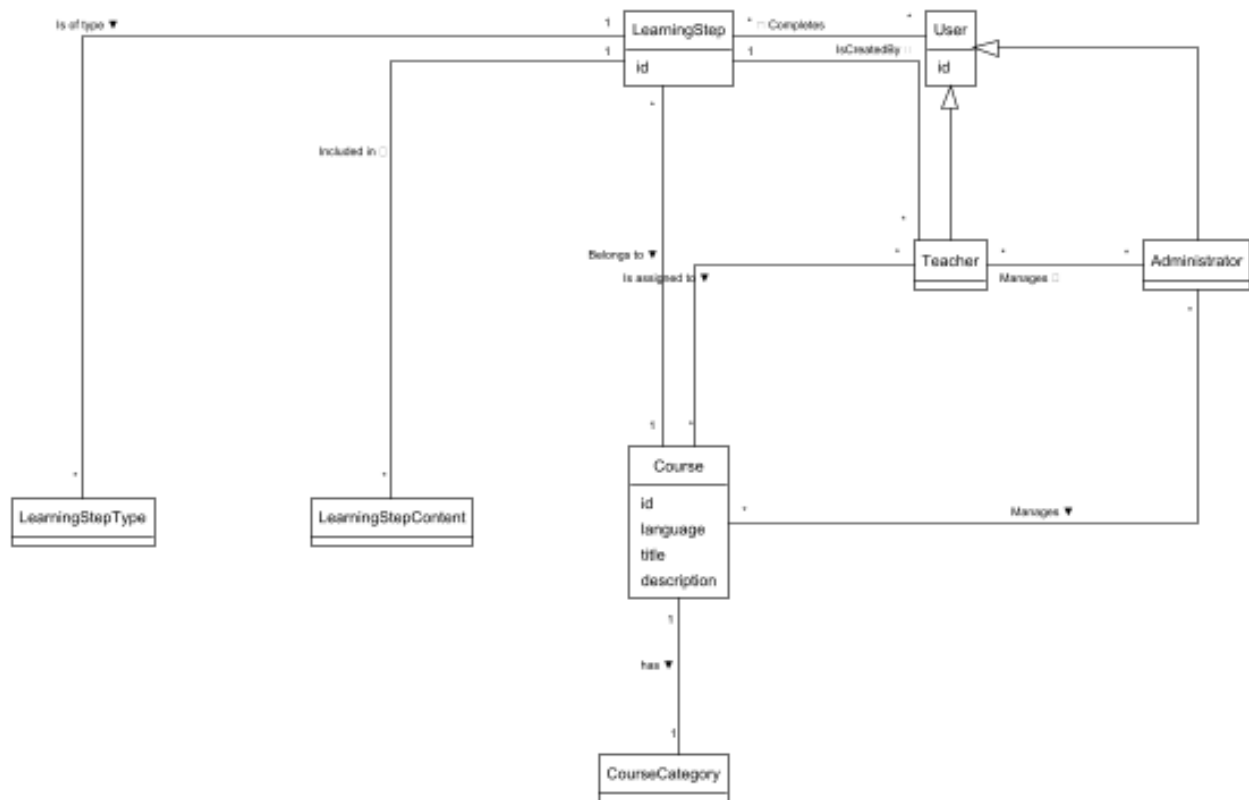 Is of type ▼
1
LearningStep
* Completes
*
User
1
1
IsCreatedBy
id
id
*
Included in
*
Belongs to ▼
Is assigned to ▼
*
Teacher
*
Manages
*
Administrator
*
1
*
*
*
LearningStepType
LearningStepContent
Course
id
language
title
description
*
Manages ▼
1
has ▼
1
CourseCategory